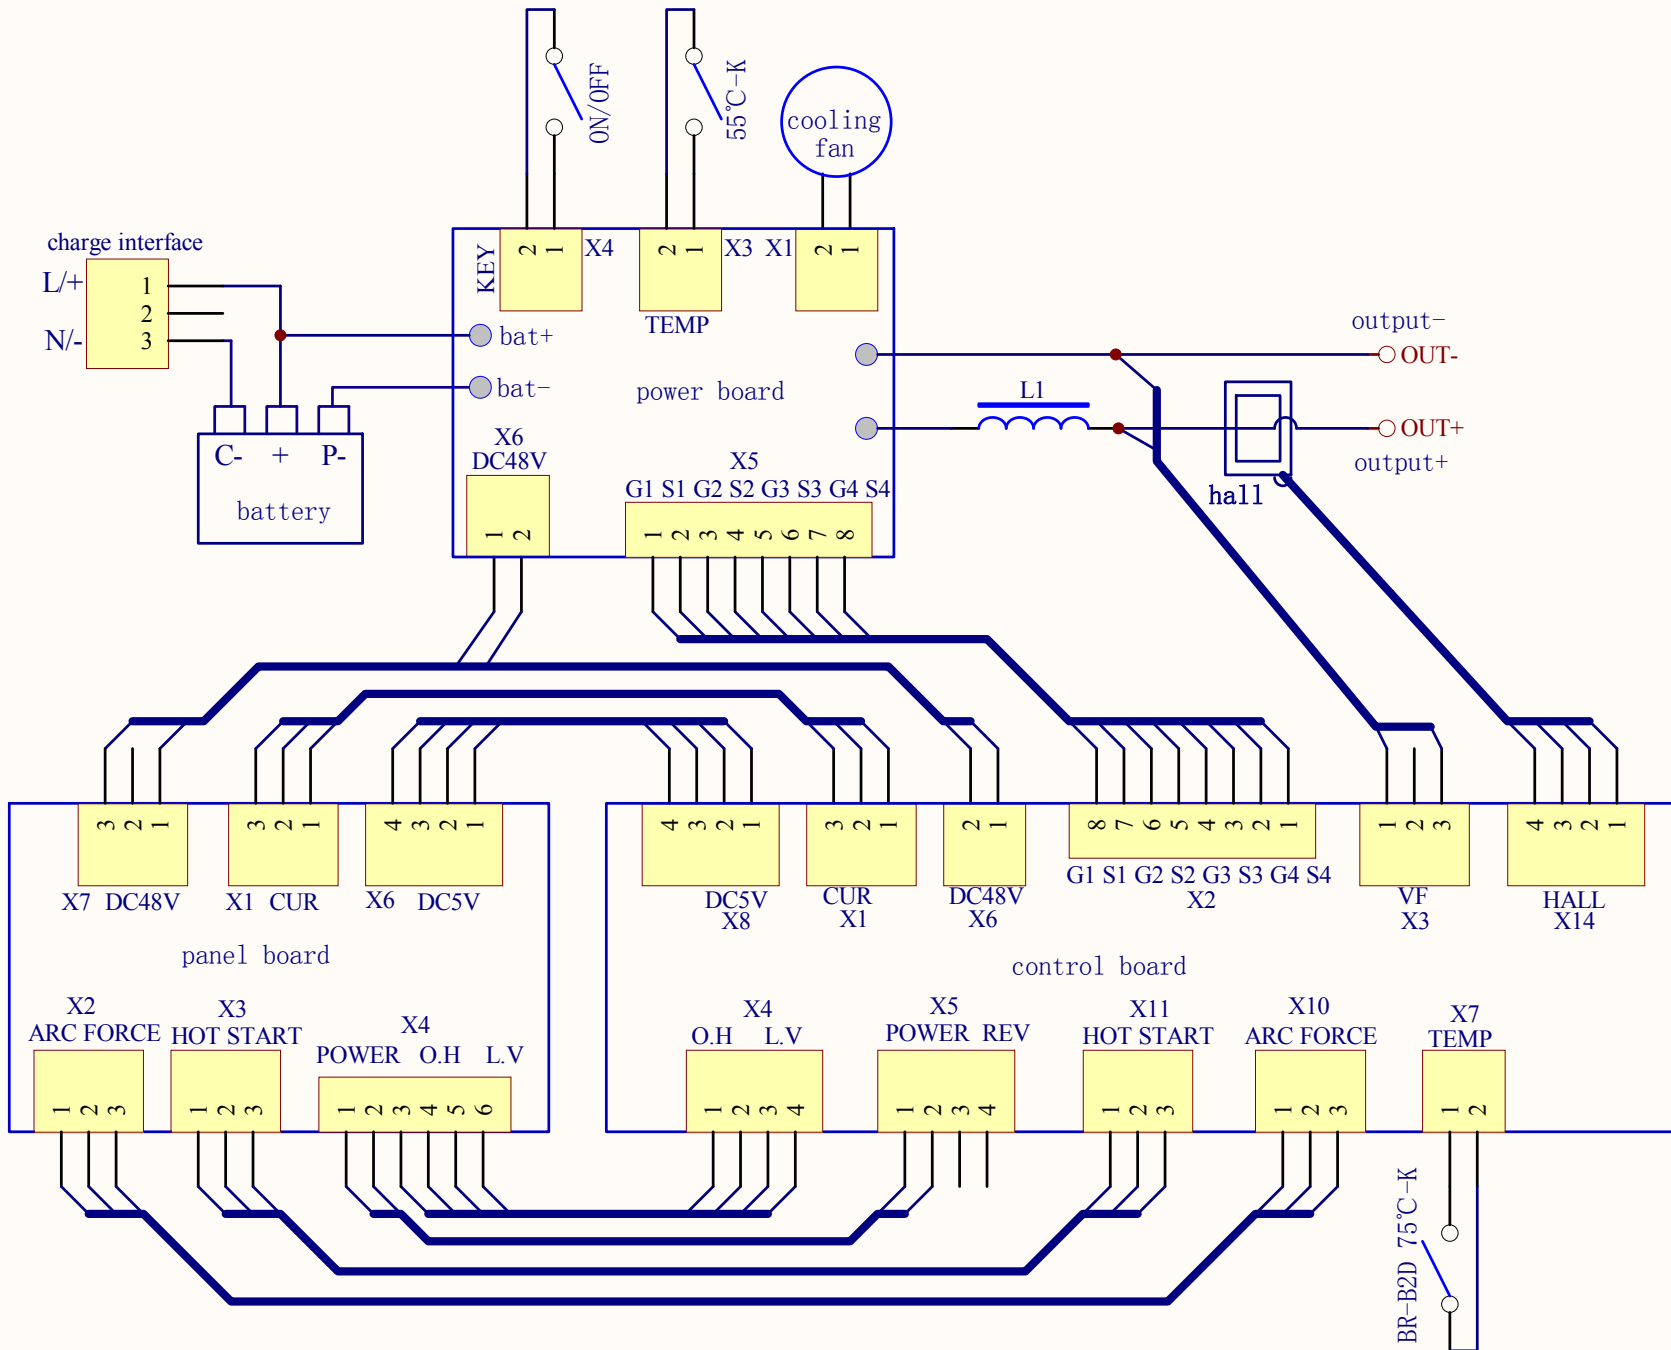 ON/OFF
55℃-K
cooling
fan
charge interface
L/+
N/-
1
2
3
KEY
2 1
X4
2 1
X3
TEMP
X1
2 1
bat+
bat-
power board
C- + P-
battery
X6
DC48V
1 2
X5
G1 S1 G2 S2 G3 S3 G4 S4
1 2 3 4 5 6 7 8
L1
output-
OUT-
OUT+
output+
hall
3 2 1
X7 DC48V
3 2 1
X1 CUR
4 3 2 1
X6 DC5V
panel board
X2
ARC FORCE
1 2 3
X3
HOT START
1 2 3
X4
POWER O.H L.V
1 2 3 4 5 6
4 3 2 1
DC5V
X8
3 2 1
CUR
X1
2 1
DC48V
X6
8 7 6 5 4 3 2 1
G1 S1 G2 S2 G3 S3 G4 S4
X2
1 2 3
VF
X3
4 3 2 1
HALL
X14
control board
X4
O.H L.V
1 2 3 4
X5
POWER REV
1 2 3 4
X11
HOT START
1 2 3
X10
ARC FORCE
1 2 3
X7
TEMP
1 2
BR-B2D 75℃-K